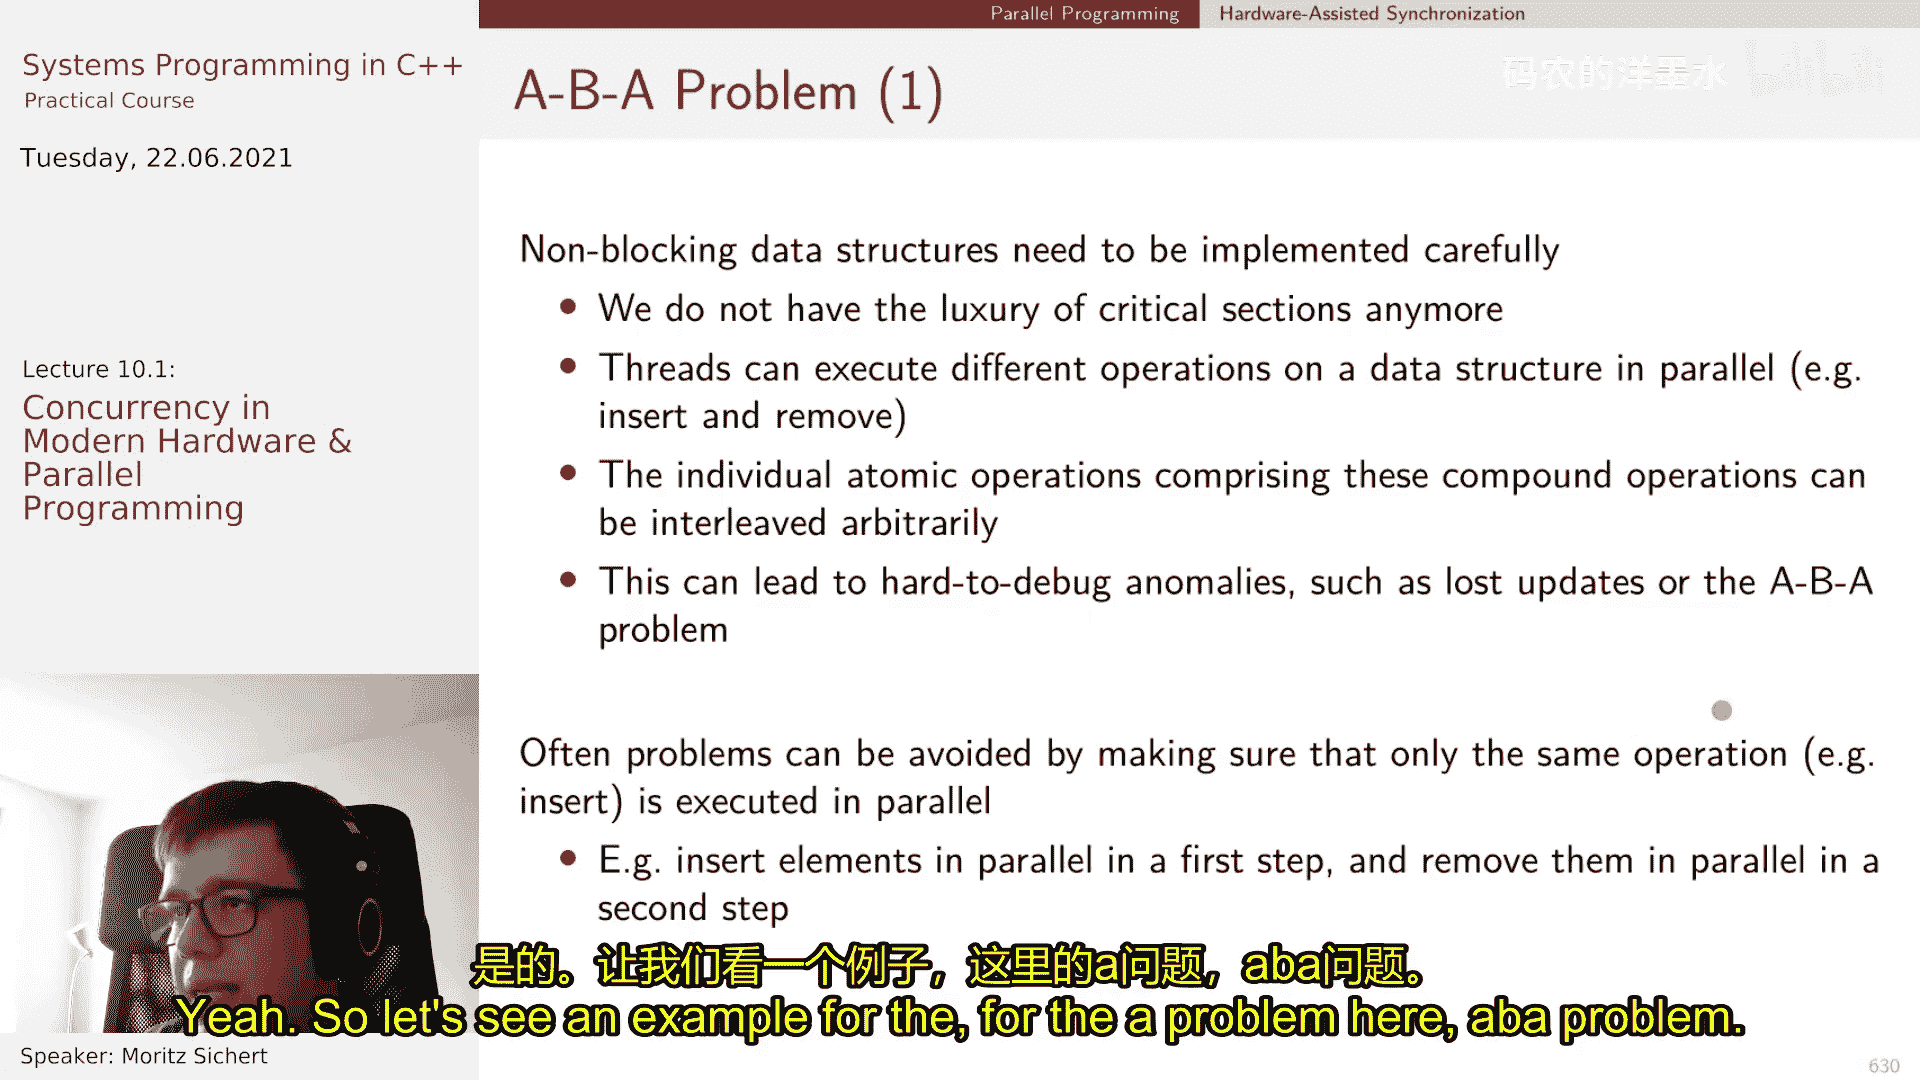 Parallel Programming
Hardware-Assisted Synchronization
Systems Programming in C++
Practical Course
Tuesday, 22.06.2021
Lecture 10.1:
Concurrency in
Modern Hardware &
Parallel
Programming
A-B-A Problem (1)
码农的洋墨水
Non-blocking data structures need to be implemented carefully
• We do not have the luxury of critical sections anymore
• Threads can execute different operations on a data structure in parallel (e.g.
insert and remove)
• The individual atomic operations comprising these compound operations can
be interleaved arbitrarily
• This can lead to hard-to-debug anomalies, such as lost updates or the A-B-A
problem
Often problems can be avoided by making sure that only the same operation (e.g.
insert) is executed in parallel
• E.g. insert elements in parallel in a first step, and remove them in parallel in a
second step
是的。让我们看一个例子，这里的a问题，aba问题。
Yeah. So let's see an example for the, for the a problem here, aba problem.
Speaker: Moritz Sichert
630